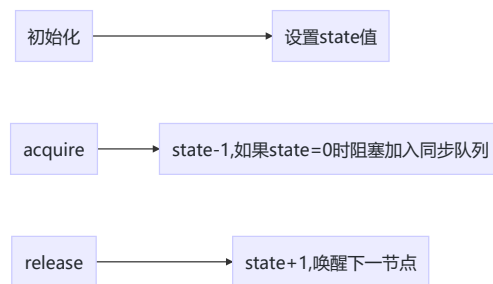 初始化
设置state值
acquire
state-1,如果state=0时阻塞加入同步队列
release
state+1,唤醒下一节点